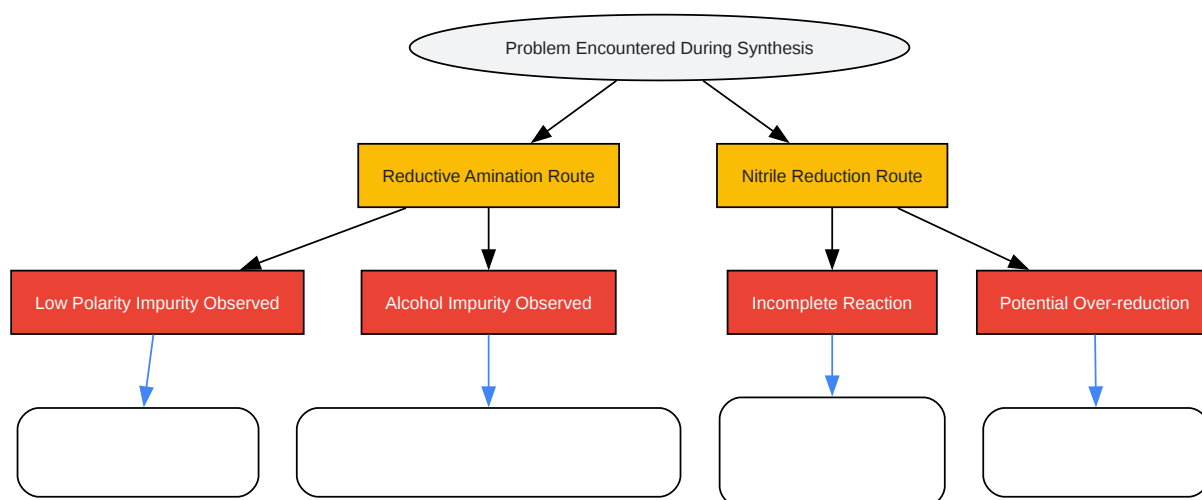 Problem Encountered During Synthesis
Reductive Amination Route
Nitrile Reduction Route
Low Polarity Impurity Observed
Alcohol Impurity Observed
Incomplete Reaction
Potential Over-reduction